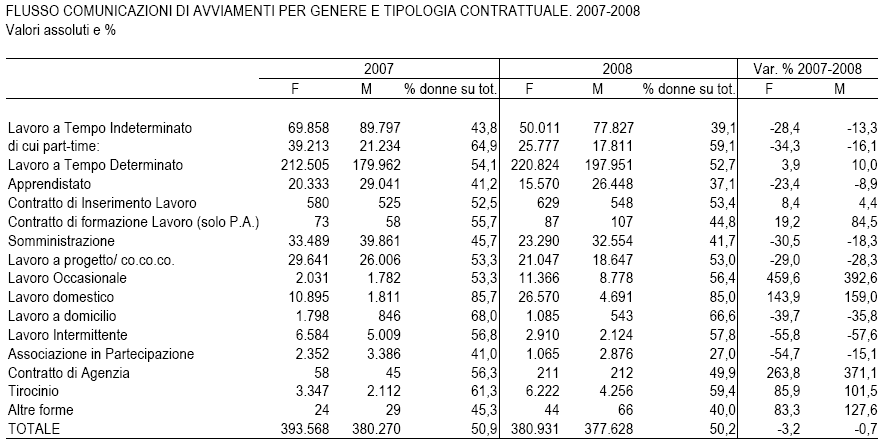 FLUSSO COMUNICAZIONI DI AVVIAMENTI PER GENERE E TIPOLOGIA CONTRATTUALE. 2007-2008
Valori assoluti e %
2007 2008 Var. % 2007-2008
F M % donne su tot. F M % donne su tot. F M
Lavoro a Tempo Indeterminato 69.858 89.797 43,8 50.011 77.827 39,1 -28,4 -13,3
di cui part-time: 39.213 21.234 64,9 25.777 17.811 59,1 -34,3 -16,1
Lavoro a Tempo Determinato 212.505 179.962 54,1 220.824 197.951 52,7 3,9 10,0
Apprendistato 20.333 29.041 41,2 15.570 26.448 37,1 -23,4 -8,9
Contratto di Inserimento Lavoro 580 525 52,5 629 548 53,4 8,4 4,4
Contratto di formazione Lavoro (solo P.A.) 73 58 55,7 87 107 44,8 19,2 84,5
Somministrazione 33.489 39.861 45,7 23.290 32.554 41,7 -30,5 -18,3
Lavoro a progetto/ co.co.co. 29.641 26.006 53,3 21.047 18.647 53,0 -29,0 -28,3
Lavoro Occasionale 2.031 1.782 53,3 11.366 8.778 56,4 459,6 392,6
Lavoro domestico 10.895 1.811 85,7 26.570 4.691 85,0 143,9 159,0
Lavoro a domicilio 1.798 846 68,0 1.085 543 66,6 -39,7 -35,8
Lavoro Intermittente 6.584 5.009 56,8 2.910 2.124 57,8 -55,8 -57,6
Associazione in Partecipazione 2.352 3.386 41,0 1.065 2.876 27,0 -54,7 -15,1
Contratto di Agenzia 58 45 56,3 211 212 49,9 263,8 371,1
Tirocinio 3.347 2.112 61,3 6.222 4.256 59,4 85,9 101,5
Altre forme 24 29 45,3 44 66 40,0 83,3 127,6
TOTALE 393.568 380.270 50,9 380.931 377.628 50,2 -3,2 -0,7